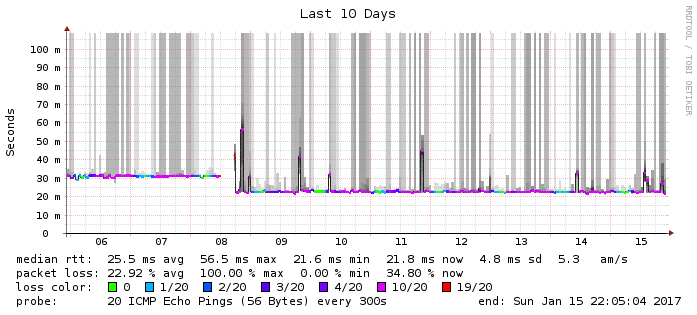 Last 10 Days
RRDTOOL / TOBI OETIKER
Seconds
100 m
90 m
80 m
70 m
60 m
50 m
40 m
30 m
20 m
10 m
0
06 07 08 09 10 11 12 13 14 15
median rtt: 25.5 ms avg 56.5 ms max 21.6 ms min 21.8 ms now 4.8 ms sd 5.3 am/s
packet loss: 22.92 % avg 100.00 % max 0.00 % min 34.80 % now
loss color: 0 1/20 2/20 3/20 4/20 10/20 19/20
probe: 20 ICMP Echo Pings (56 Bytes) every 300s end: Sun Jan 15 22:05:04 2017